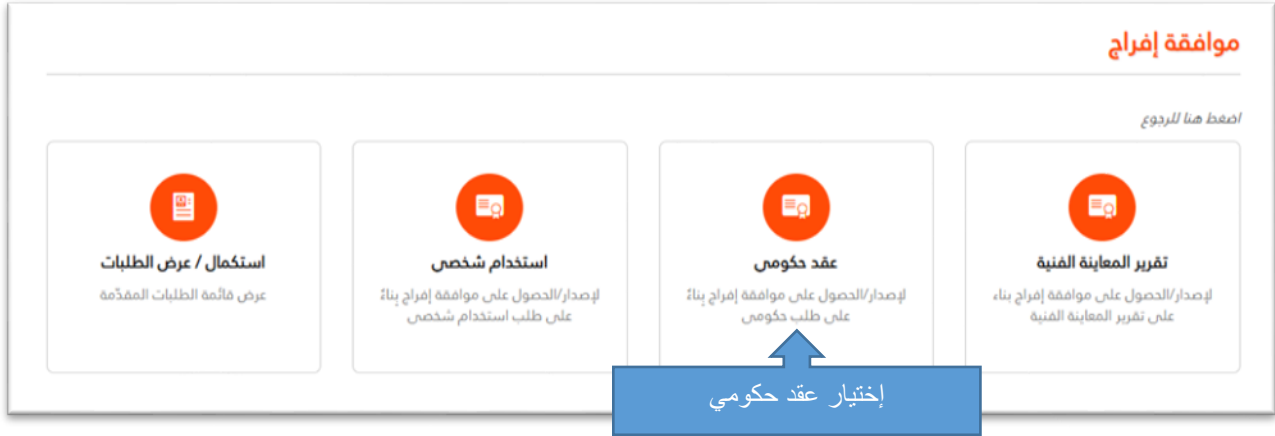 موافقة إفراج
اضغط هنا للرجوع
تقرير المعاينة الفنية
لإصدار/الحصول على موافقة إفراج بناء
على تقرير المعاينة الفنية
عقد حكومي
لإصدار/الحصول على موافقة إفراج بِناءً
على طلب حكومي
استخدام شخصي
لإصدار/الحصول على موافقة إفراج بِناءً
على طلب استخدام شخصي
استكمال / عرض الطلبات
عرض قائمة الطلبات المقدّمة
إختيار عقد حكومي